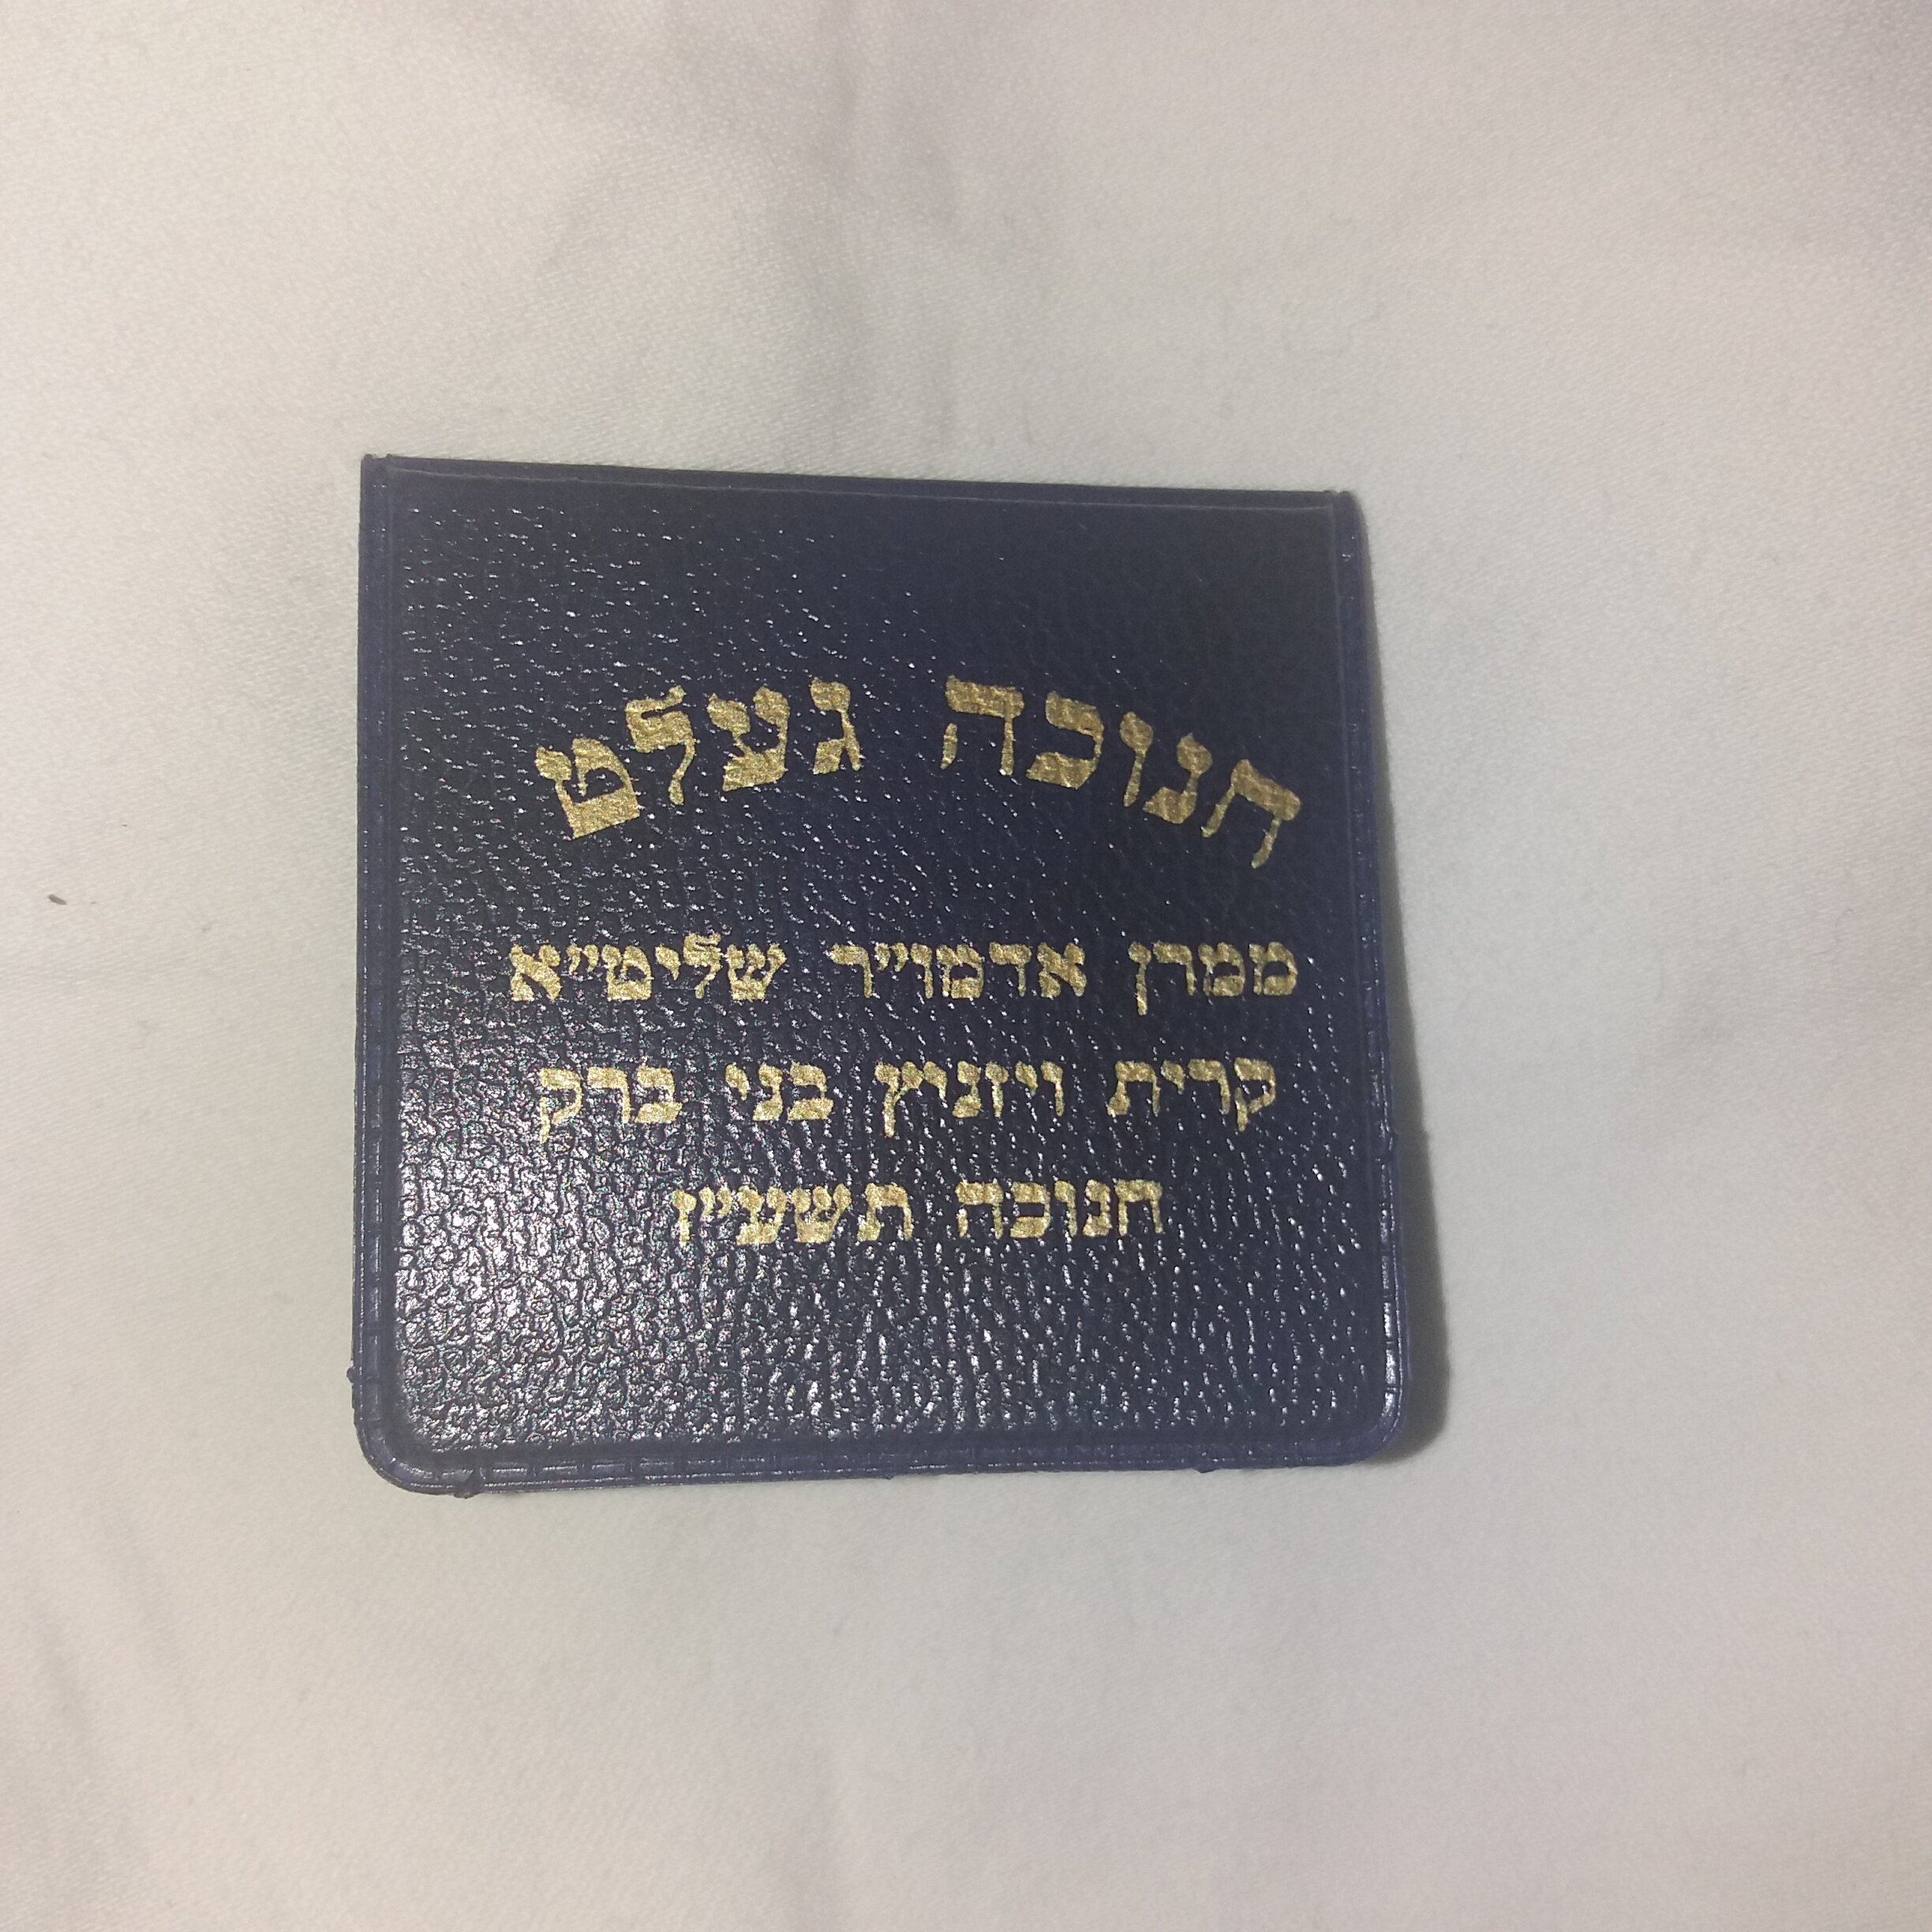 חנוכה געלט
ממרן אדמו״ר שליט״א
קרית ויזניץ בני ברק
חנוכה תשע״ז